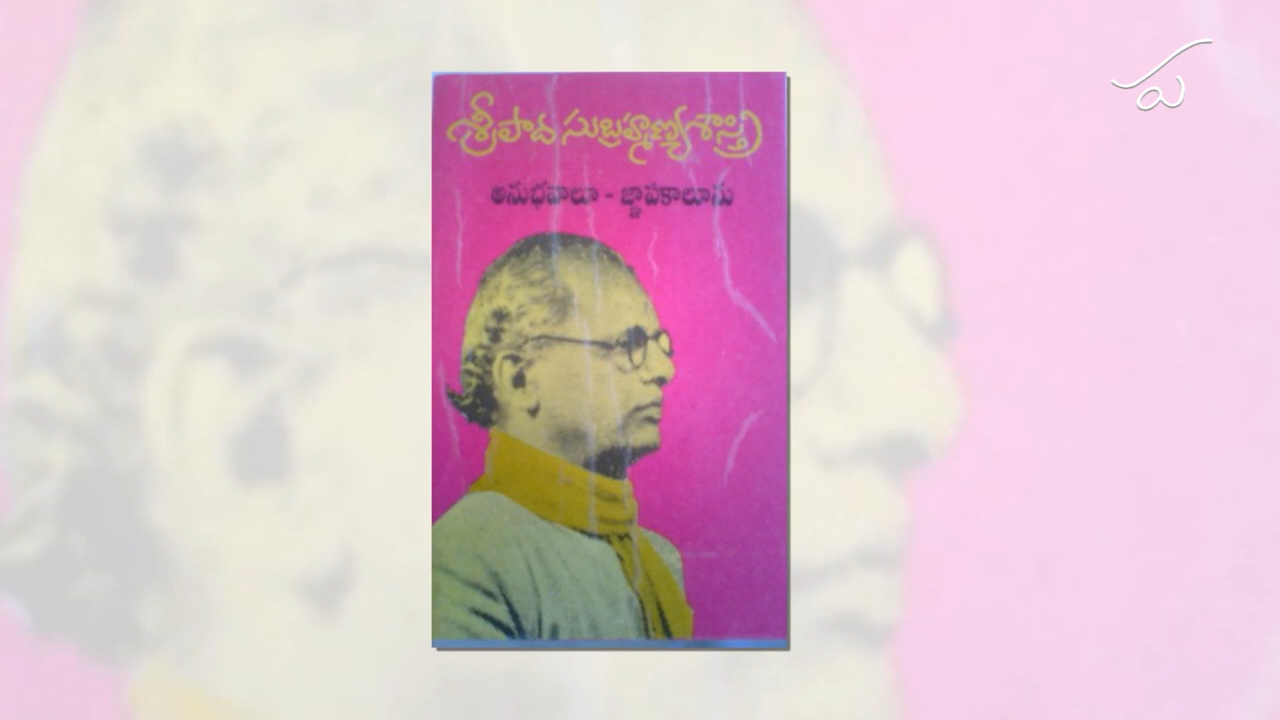 శ్రీపాద సుబ్రహ్మణ్యశాస్త్రి
అనుభవాలూ - జ్ఞాపకాలూను
ప